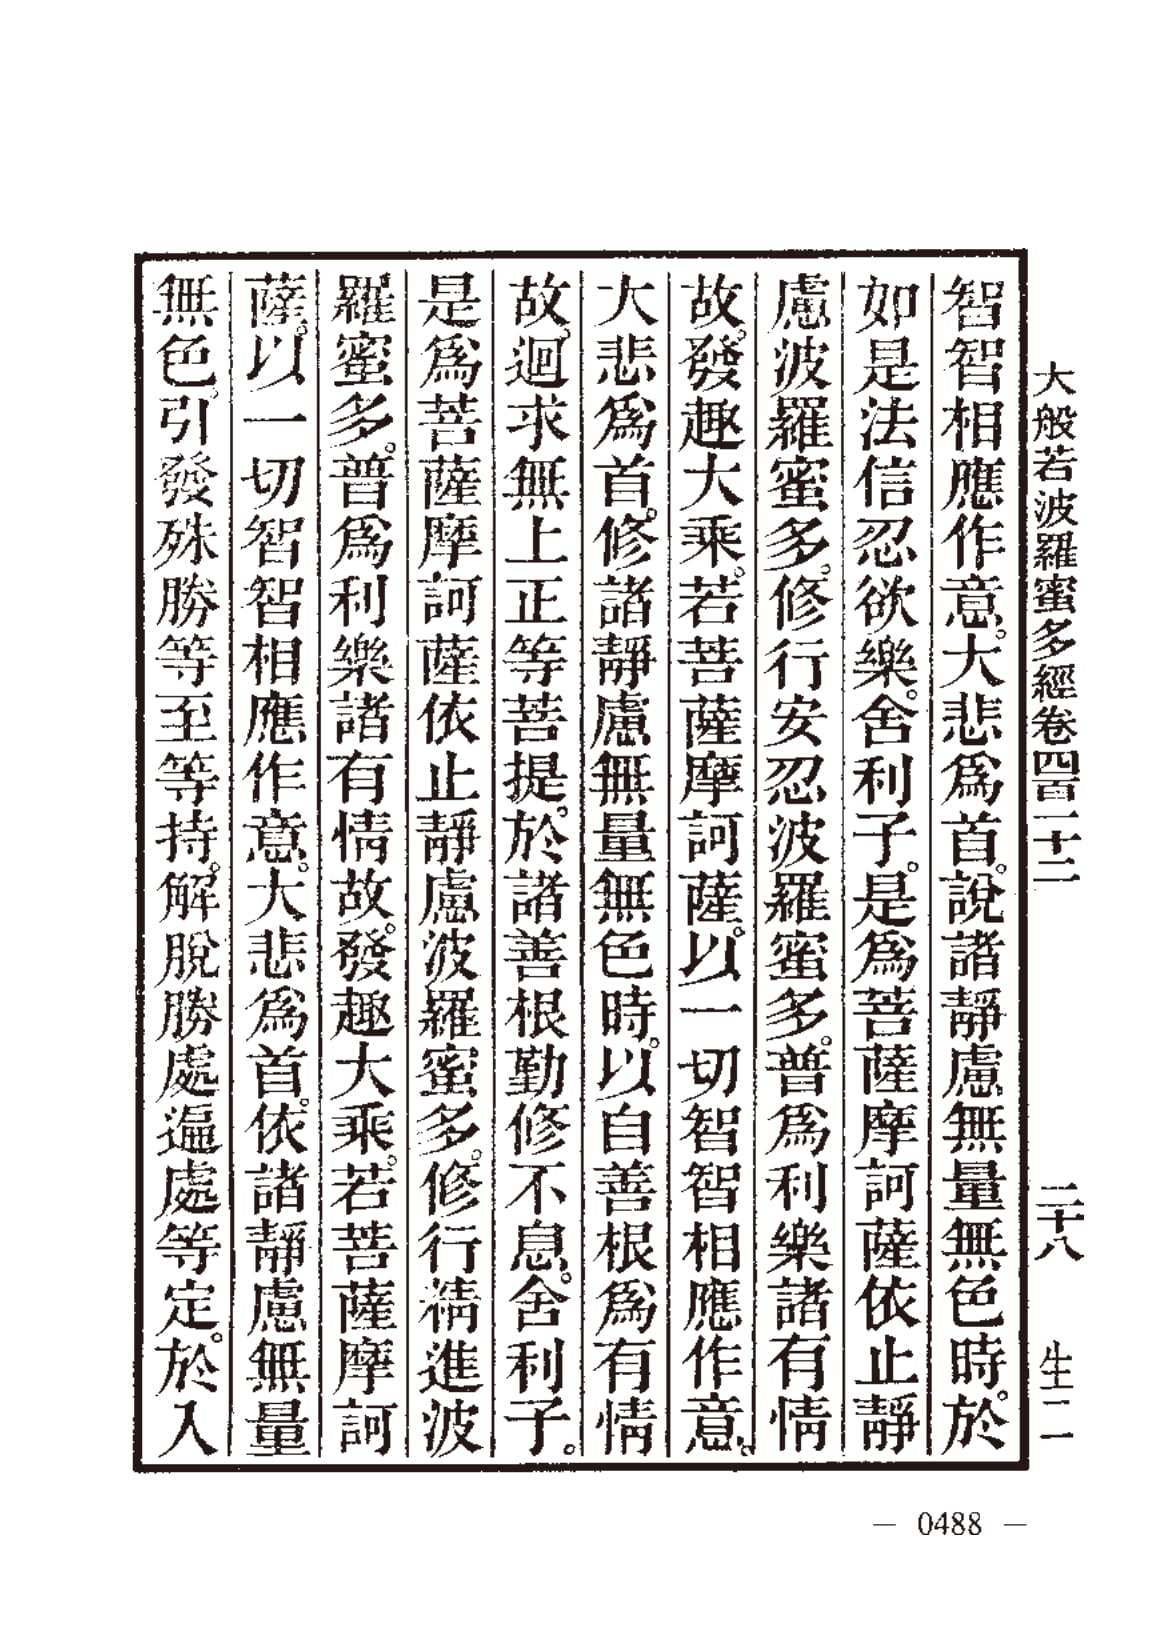 大般若波羅蜜多經卷四百一十二 二十八 生二
智智相應作意。大悲爲首。說諸靜慮無量無色時。於
如是法信忍欲樂。舍利子。是爲菩薩摩訶薩依止靜
慮波羅蜜多。修行安忍波羅蜜多。普爲利樂諸有情
故。發趣大乘。若菩薩摩訶薩。以一切智智相應作意。
大悲爲首。修諸靜慮無量無色時。以自善根爲有情
故。迴求無上正等菩提。於諸善根勤修不息。舍利子。
是爲菩薩摩訶薩依止靜慮波羅蜜多。修行精進波
羅蜜多。普爲利樂諸有情故。發趣大乘。若菩薩摩訶
薩。以一切智智相應作意。大悲爲首。依諸靜慮無量
無色。引發殊勝等至等持。解脫勝處遍處等定。於入
— 0488 —